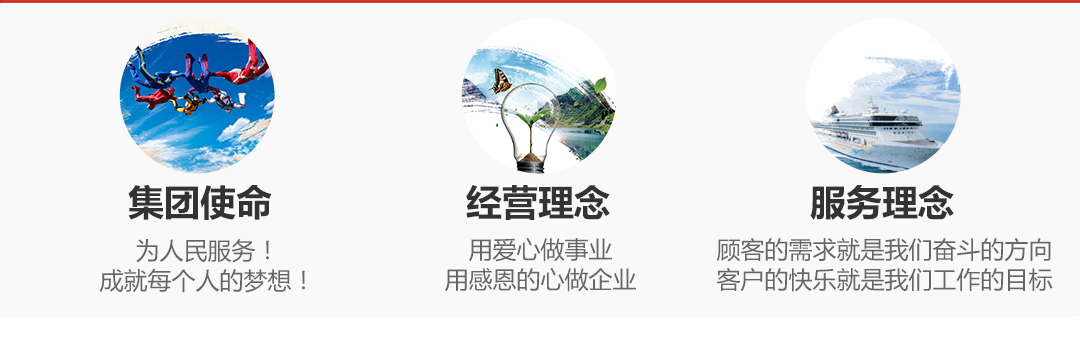 集团使命
为人民服务！
成就每个人的梦想！
经营理念
用爱心做事业
用感恩的心做企业
服务理念
顾客的需求就是我们奋斗的方向
客户的快乐就是我们工作的目标